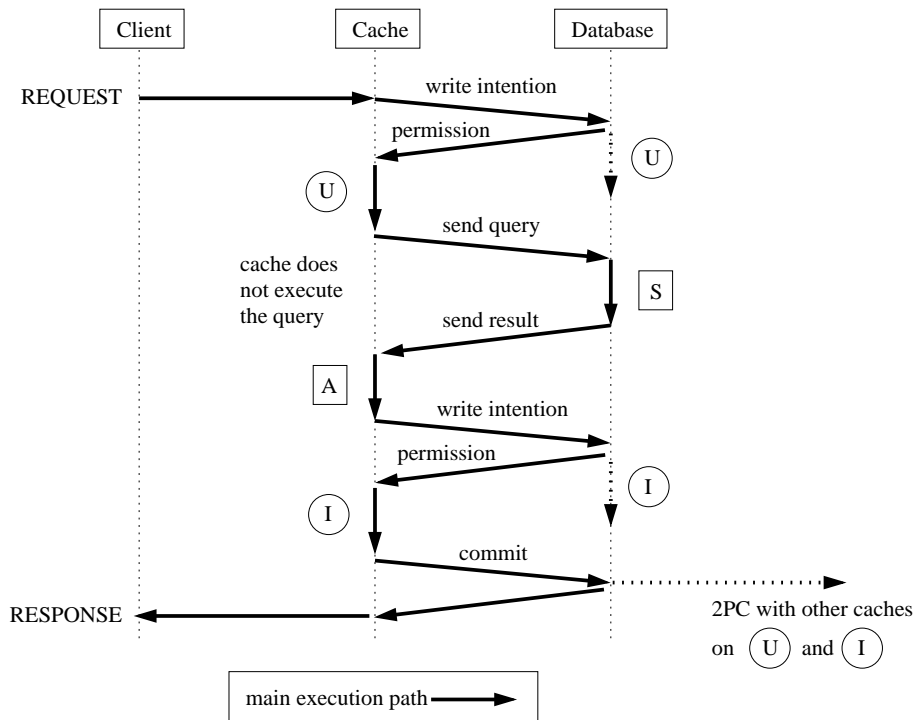 Client
Cache
Database
REQUEST
write intention
permission
U
U
send query
cache does
not execute
the query
S
send result
A
write intention
permission
I
I
commit
RESPONSE
2PC with other caches
on U and I
main execution path